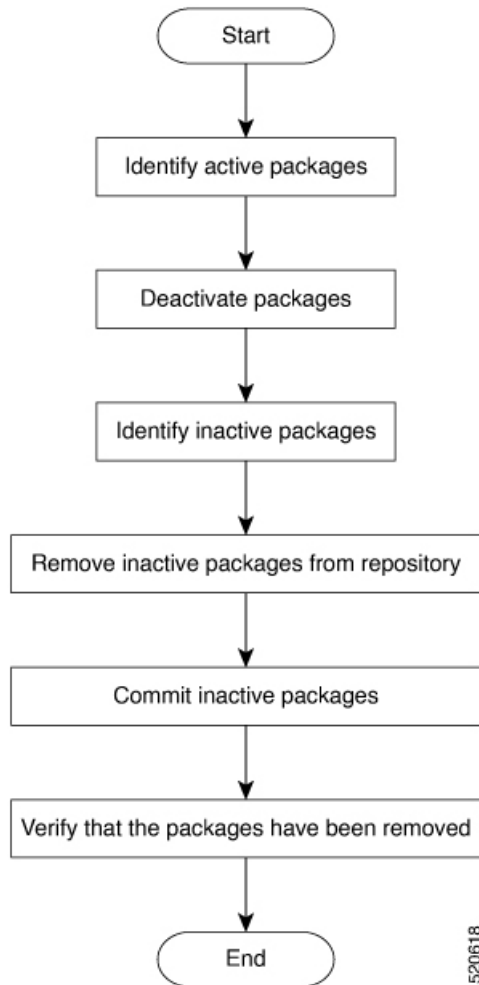 Start
Identify active packages
Deactivate packages
Identify inactive packages
Remove inactive packages from repository
Commit inactive packages
Verify that the packages have been removed
End
520618